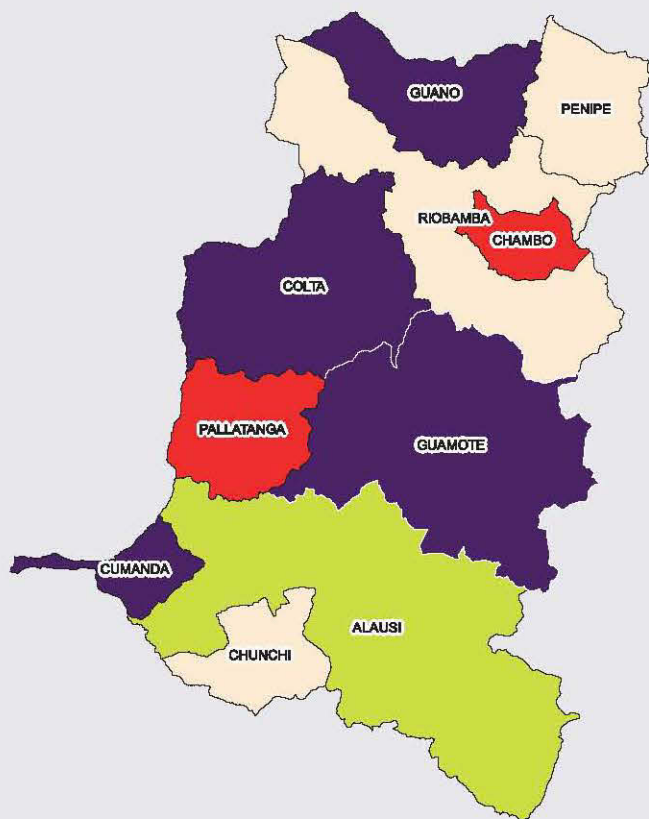 GUANO
PENIPE
RIOBAMBA
CHAMBO
COLTA
PALLATANGA
GUAMOTE
CUMANDA
ALAUSI
CHUNCHI